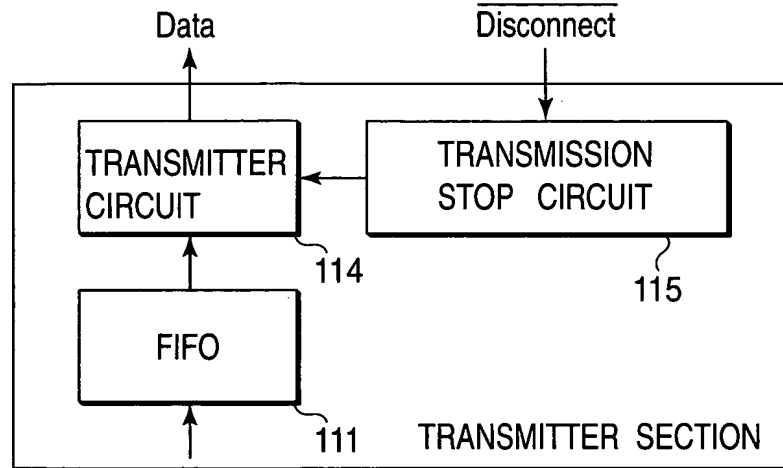 Data
Disconnect
TRANSMITTER
CIRCUIT
TRANSMISSION
STOP CIRCUIT
114
115
FIFO
111
TRANSMITTER SECTION